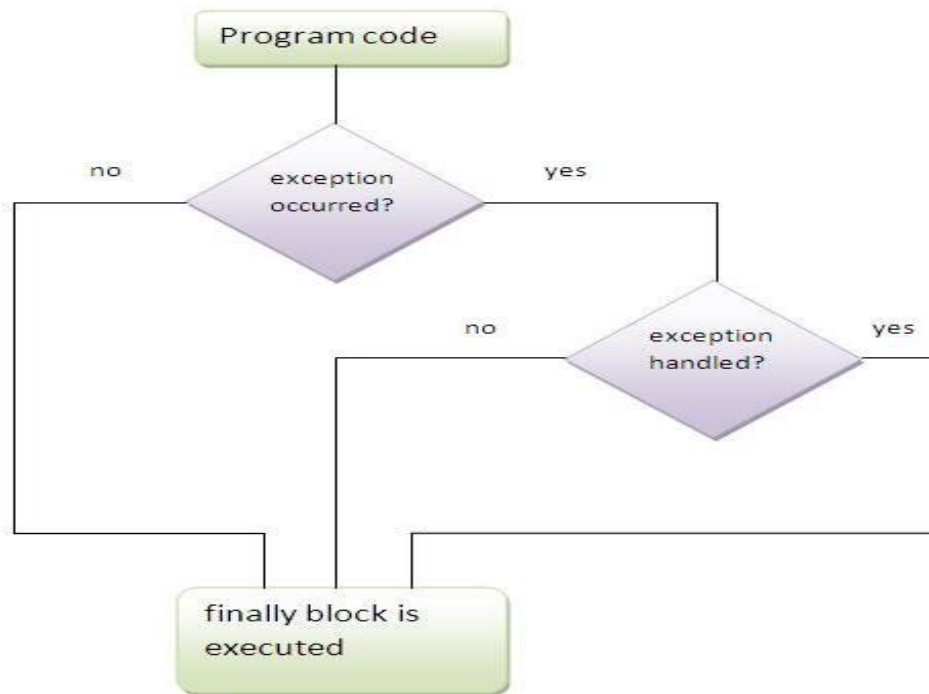 Program code
no
exception
occurred?
yes
no
exception
handled?
yes
finally block is
executed